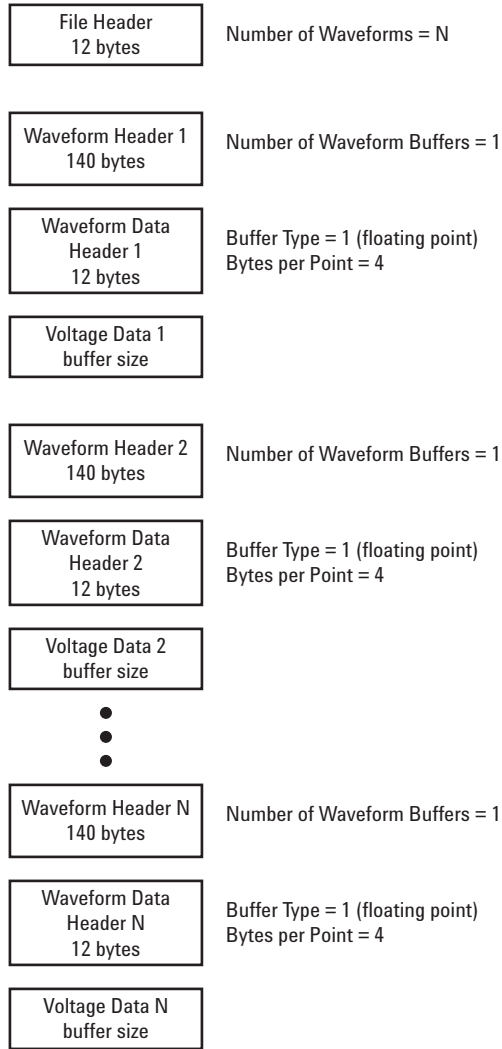 File Header
12 bytes
Number of Waveforms = N
Waveform Header 1
140 bytes
Number of Waveform Buffers = 1
Waveform Data
Header 1
12 bytes
Buffer Type = 1 (floating point)
Bytes per Point = 4
Voltage Data 1
buffer size
Waveform Header 2
140 bytes
Number of Waveform Buffers = 1
Waveform Data
Header 2
12 bytes
Buffer Type = 1 (floating point)
Bytes per Point = 4
Voltage Data 2
buffer size
Waveform Header N
140 bytes
Number of Waveform Buffers = 1
Waveform Data
Header N
12 bytes
Buffer Type = 1 (floating point)
Bytes per Point = 4
Voltage Data N
buffer size